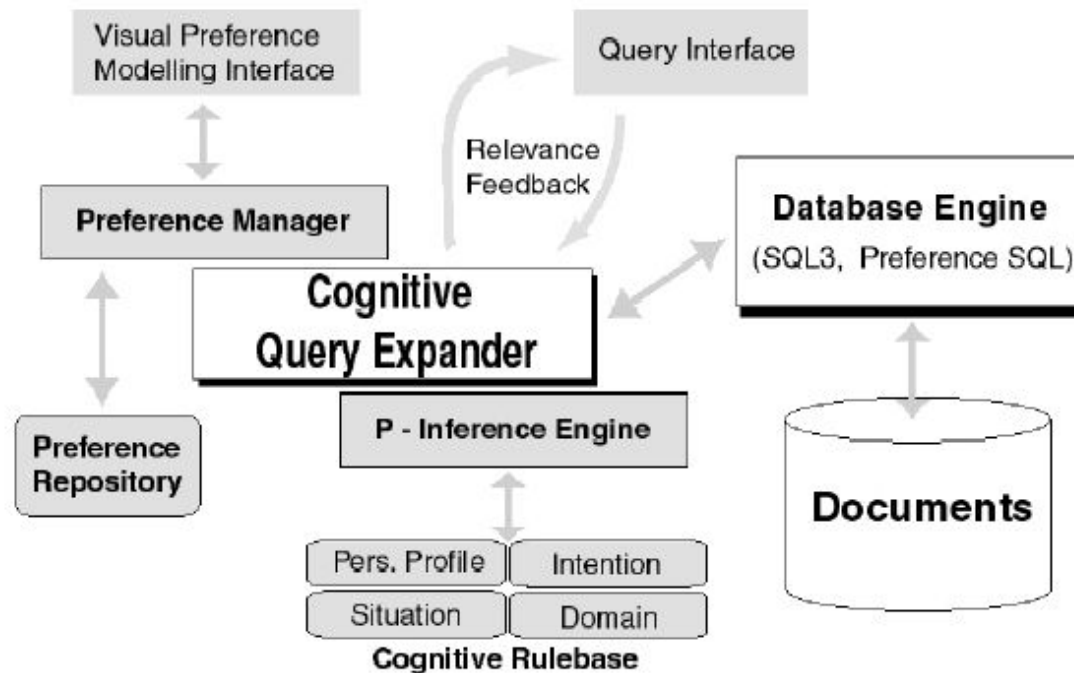 Visual Preference
Modelling Interface
Query Interface
Relevance
Feedback
Preference Manager
Database Engine
(SQL3, Preference SQL)
Cognitive
Query Expander
P - Inference Engine
Preference
Repository
Documents
Pers. Profile
Intention
Situation
Domain
Cognitive Rulebase